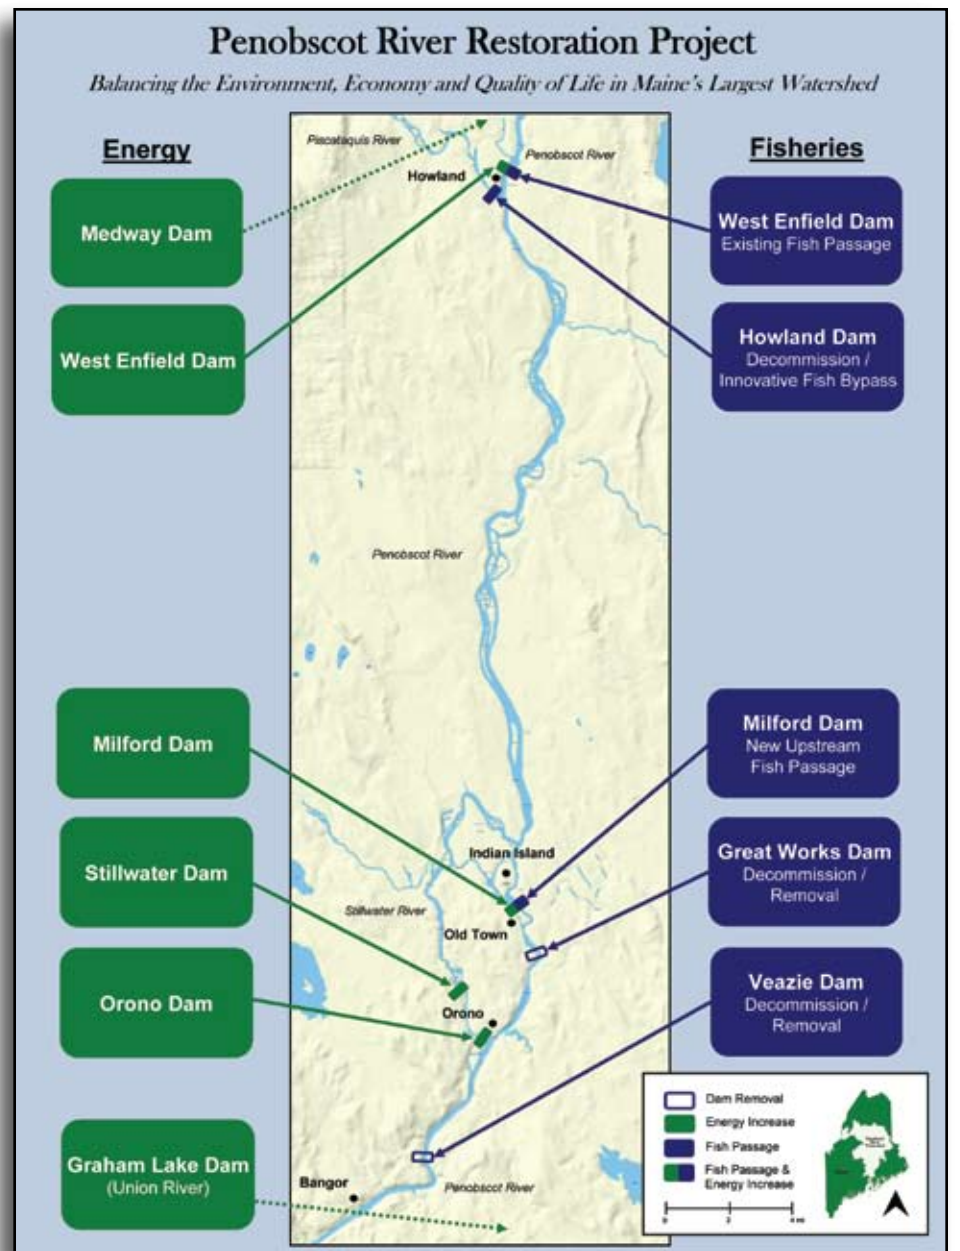 Penobscot River Restoration Project
Balancing the Environment, Economy and Quality of Life in Maine's Largest Watershed
Energy
Medway Dam
West Enfield Dam
Milford Dam
Stillwater Dam
Orono Dam
Graham Lake Dam
(Union River)
Piscataquis River
Penobscot River
Howland
Penobscot River
Indian Island
Stillwater River
Old Town
Orono
Bangor
Penobscot River
Fisheries
West Enfield Dam
Existing Fish Passage
Howland Dam
Decommission /
Innovative Fish Bypass
Milford Dam
New Upstream
Fish Passage
Great Works Dam
Decommission /
Removal
Veazie Dam
Decommission /
Removal
Dam Removal
Energy Increase
Fish Passage
Fish Passage &
Energy Increase